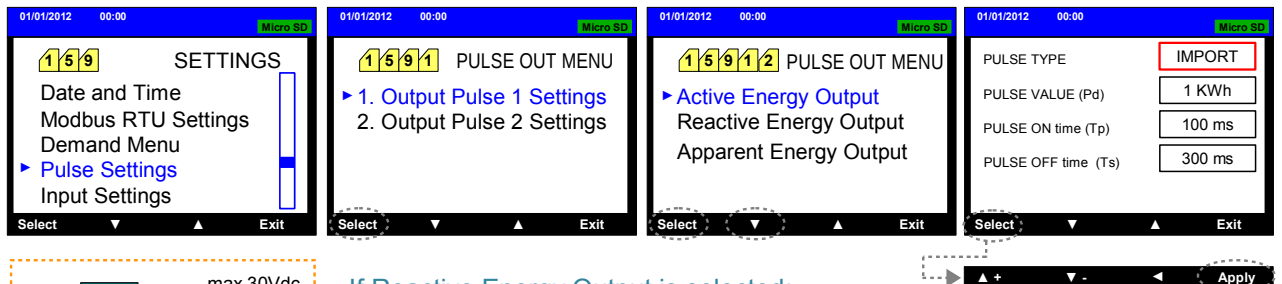 01/01/2012 00:00
Micro SD
1 5 9 SETTINGS
Date and Time
Modbus RTU Settings
Demand Menu
► Pulse Settings
Input Settings
Select ▼ ▲ Exit
01/01/2012 00:00
Micro SD
1 5 9 1 PULSE OUT MENU
► 1. Output Pulse 1 Settings
2. Output Pulse 2 Settings
Select ▼ ▲ Exit
01/01/2012 00:00
Micro SD
1 5 9 1 2 PULSE OUT MENU
► Active Energy Output
Reactive Energy Output
Apparent Energy Output
Select ▼ ▲ Exit
01/01/2012 00:00
Micro SD
PULSE TYPE IMPORT
PULSE VALUE (Pd) 1 KWh
PULSE ON time (Tp) 100 ms
PULSE OFF time (Ts) 300 ms
Select ▼ ▲ Exit
▲ + ▼ - ◄ Apply
max 30Vdc
If Reactive Energy Output is selected: